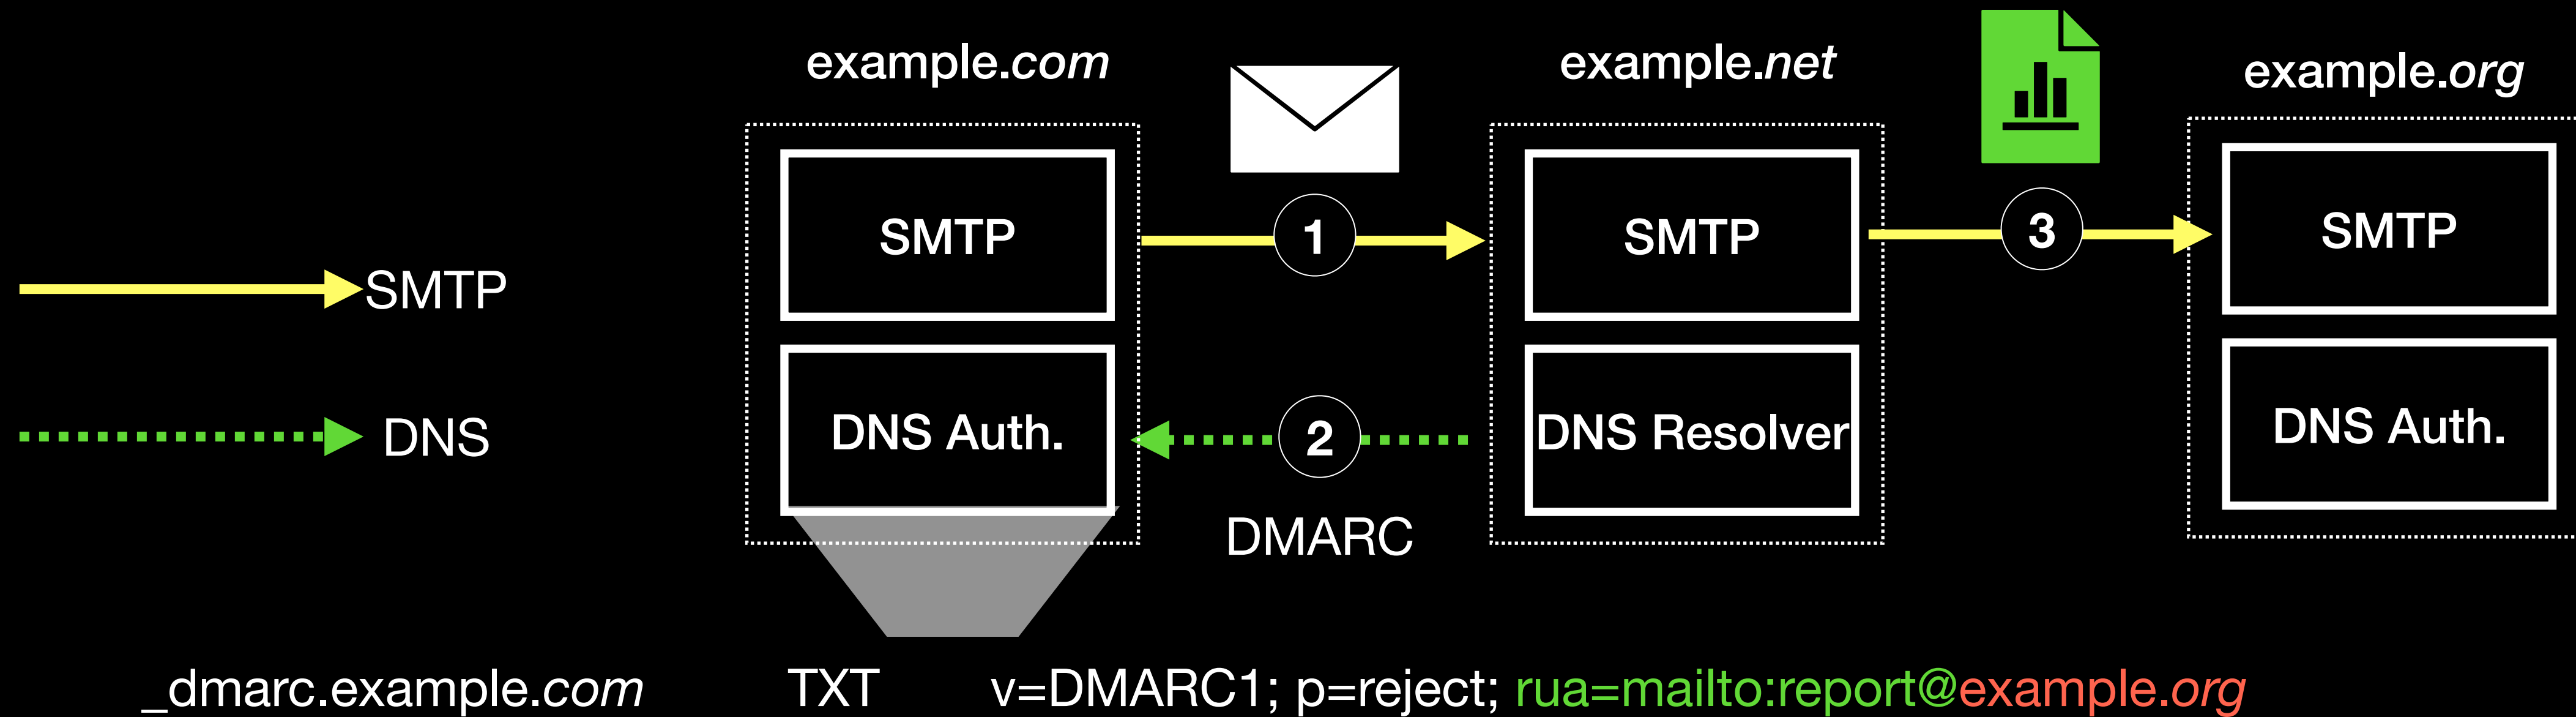 example.com
example.net
example.org
SMTP
SMTP
SMTP
1
3
SMTP
DNS
DNS Auth.
2
DNS Resolver
DNS Auth.
DMARC
_dmarc.example.com TXT v=DMARC1; p=reject; rua=mailto:report@example.org